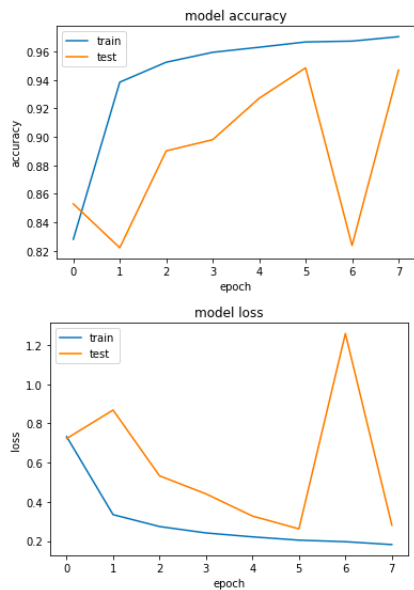 model accuracy
train
test
0.96
0.94
0.92
0.90
0.88
0.86
0.84
0.82
accuracy
0 1 2 3 4 5 6 7
epoch
model loss
train
test
1.2
1.0
0.8
0.6
0.4
0.2
loss
0 1 2 3 4 5 6 7
epoch